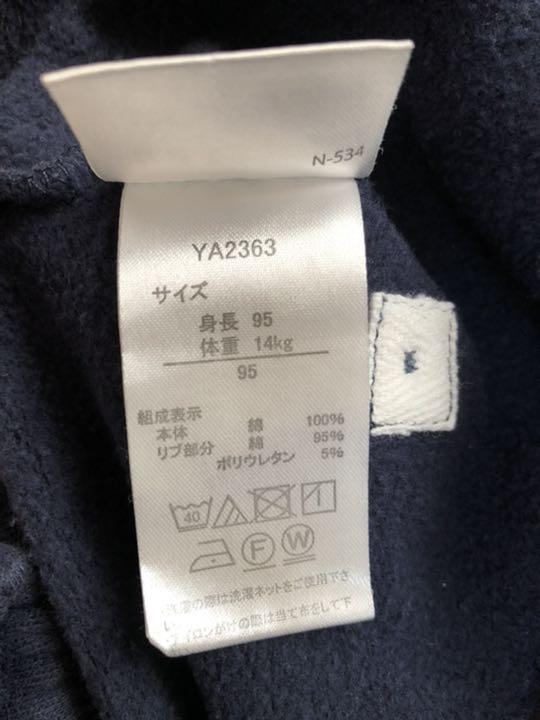 N-534
YA2363
サイズ
身長 95
体重 14kg
95
組成表示
本体 綿 100%
リブ部分 綿 95%
ポリウレタン 5%
40
F W
の際は洗濯ネットをご使用下さ
い
アイロンがけの際は当て布をして下